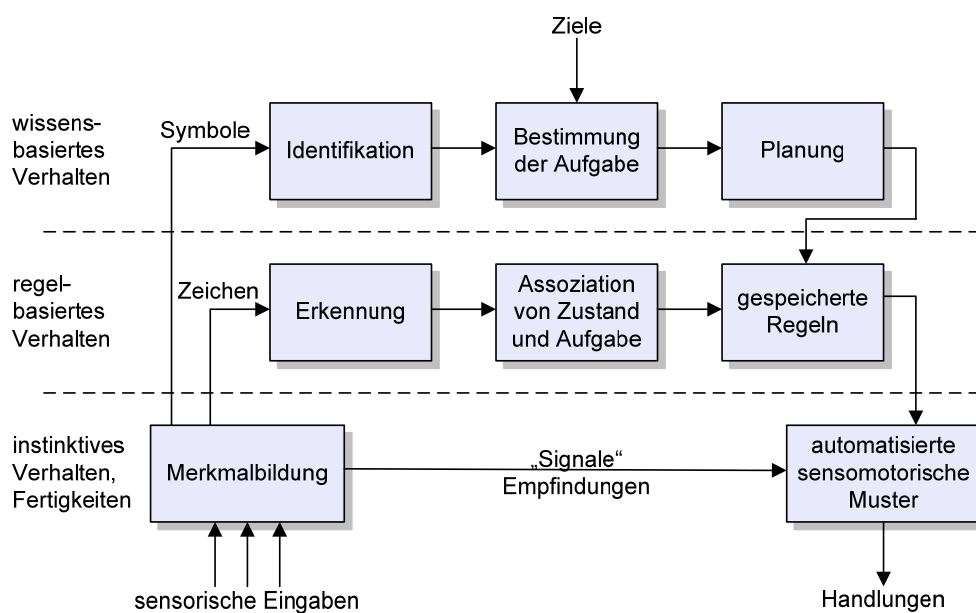 Ziele
wissens-
basiertes
Verhalten
Symbole
Identifikation
Bestimmung
der Aufgabe
Planung
regel-
basiertes
Verhalten
Zeichen
Erkennung
Assoziation
von Zustand
und Aufgabe
gespeicherte
Regeln
instinktives
Verhalten,
Fertigkeiten
Merkmalbildung
„Signale“
Empfindungen
automatisierte
sensomotorische
Muster
sensorische Eingaben
Handlungen